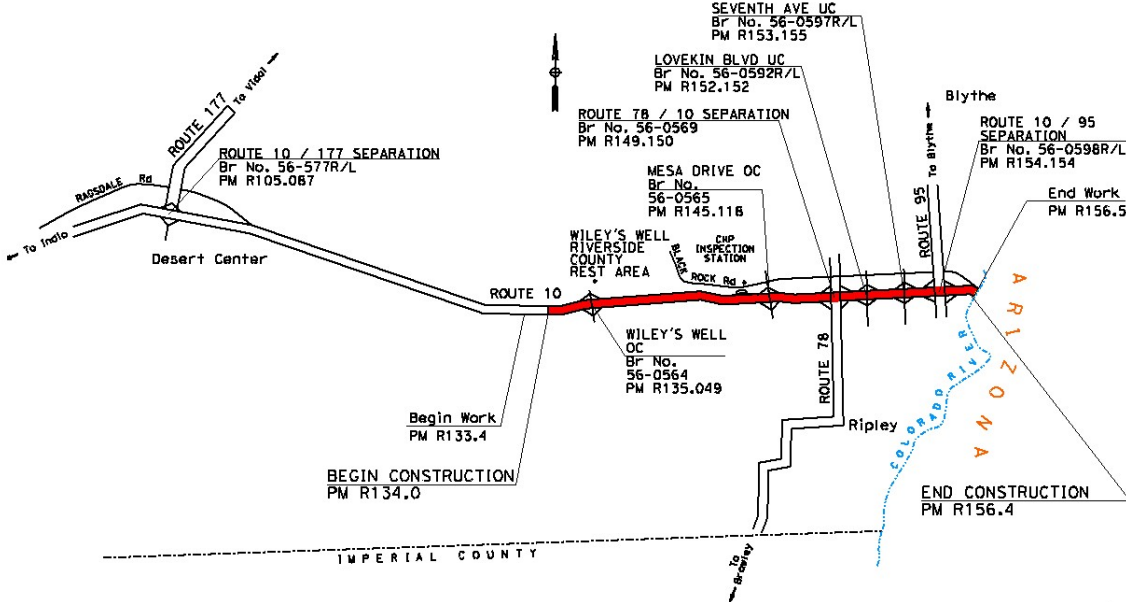 SEVENTH AVE UC
Br No. 56-0597R/L
PM R153.155
LOVEKIN BLVD UC
Br No. 56-0592R/L
PM R152.152
Blythe
ROUTE 78 / 10 SEPARATION
Br No. 56-0569
PM R149.150
ROUTE 10 / 95
SEPARATION
Br No. 56-0598R/L
PM R154.154
To Vidal
ROUTE 177
ROUTE 10 / 177 SEPARATION
Br No. 56-577R/L
PM R105.087
MESA DRIVE OC
Br No.
56-0565
PM R145.118
To Blythe
ROUTE 95
End Work
PM R156.5
RAGSDALE Rd
To Indio
Desert Center
WILEY'S WELL
RIVERSIDE
COUNTY
REST AREA
CHP
INSPECTION
STATION
BLACK ROCK Rd
ROUTE 10
ARIZONA
WILEY'S WELL
OC
Br No.
56-0564
PM R135.049
ROUTE 78
COLORADO RIVER
Begin Work
PM R133.4
Ripley
BEGIN CONSTRUCTION
PM R134.0
END CONSTRUCTION
PM R156.4
IMPERIAL COUNTY
To
Brawley